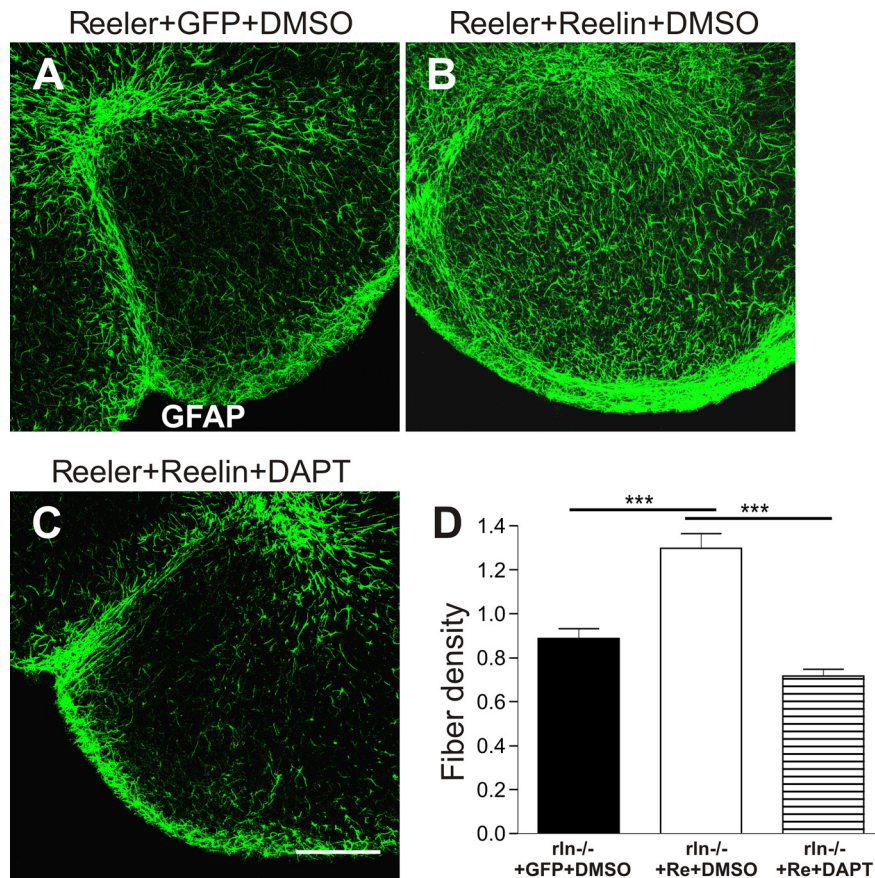 Reeler+GFP+DMSO
Reeler+Reelin+DMSO
A
B
GFAP
Reeler+Reelin+DAPT
C
D
***
***
Fiber density
1.4
1.2
1.0
0.8
0.6
0.4
0.2
0.0
rln-/-
+GFP+DMSO
rln-/-
+Re+DMSO
rln-/-
+Re+DAPT